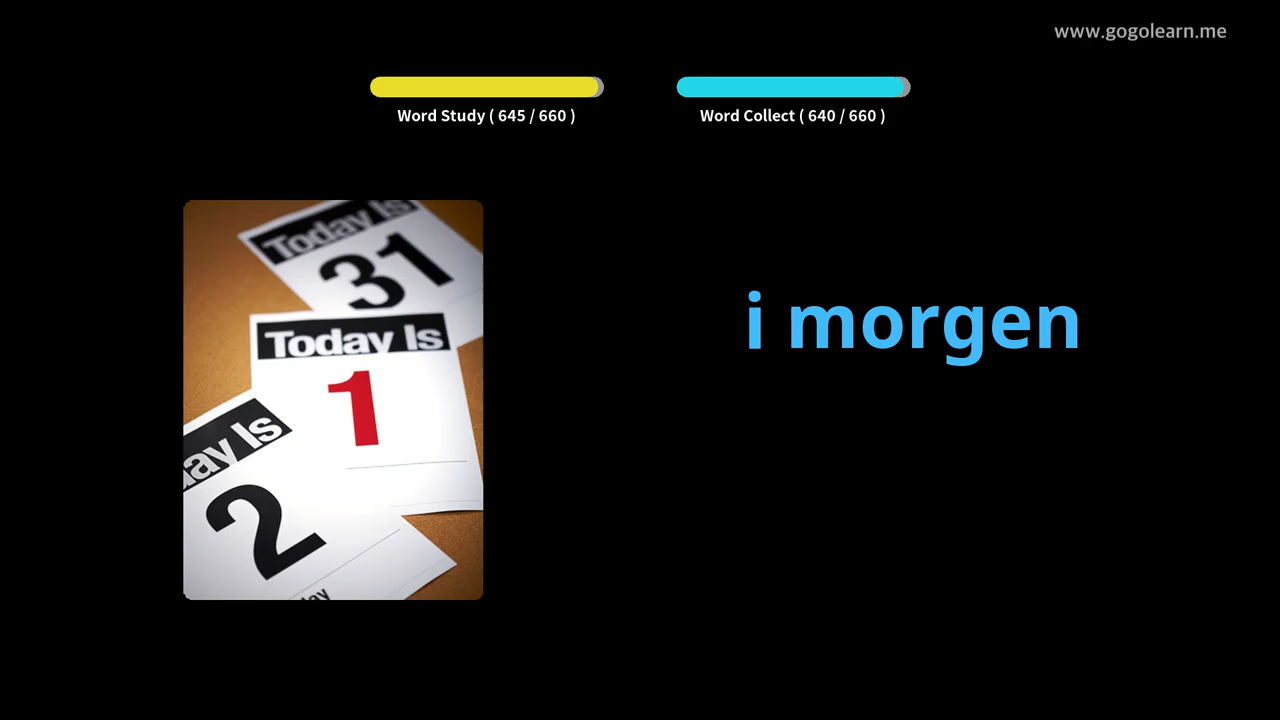 www.gogolearn.me
Word Study ( 645 / 660 )
Word Collect ( 640 / 660 )
Today Is
31
Today Is
1
ay Is
2
ay
i morgen